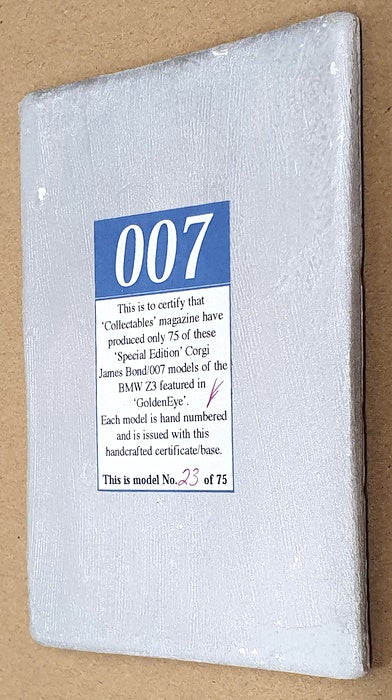 007
This is to certify that
'Collectables' magazine have
produced only 75 of these
'Special Edition' Corgi
James Bond/007 models of the
BMW Z3 featured in
'GoldenEye'.
Each model is hand numbered
and is issued with this
handcrafted certificate/base.
This is model No. 23 of 75